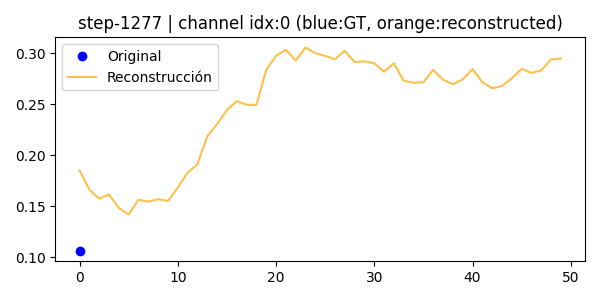 step-1277 | channel idx:0 (blue:GT, orange:reconstructed)
Original
Reconstrucción
0.30
0.25
0.20
0.15
0.10
0 10 20 30 40 50